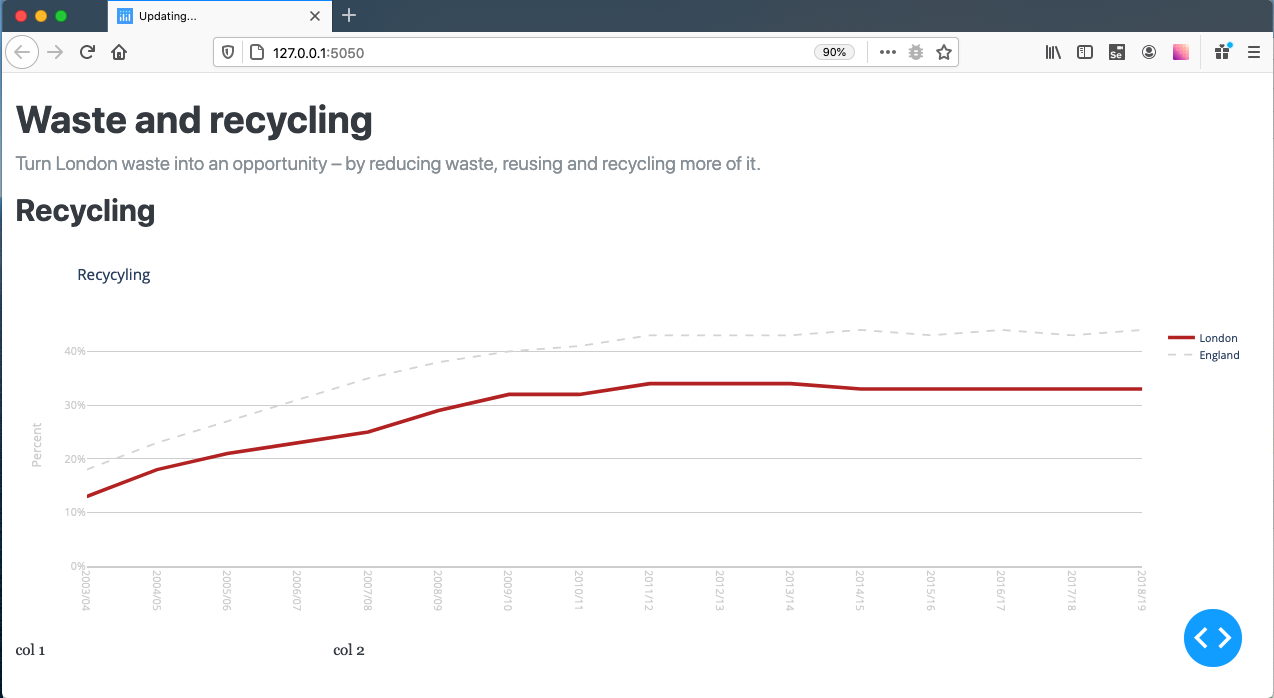 Updating...
127.0.0.1:5050
90%
Se
Waste and recycling
Turn London waste into an opportunity – by reducing waste, reusing and recycling more of it.
Recycling
Recycyling
London
England
Percent
40%
30%
20%
10%
0%
2003/04
2004/05
2005/06
2006/07
2007/08
2008/09
2009/10
2010/11
2011/12
2012/13
2013/14
2014/15
2015/16
2016/17
2017/18
2018/19
col 1
col 2